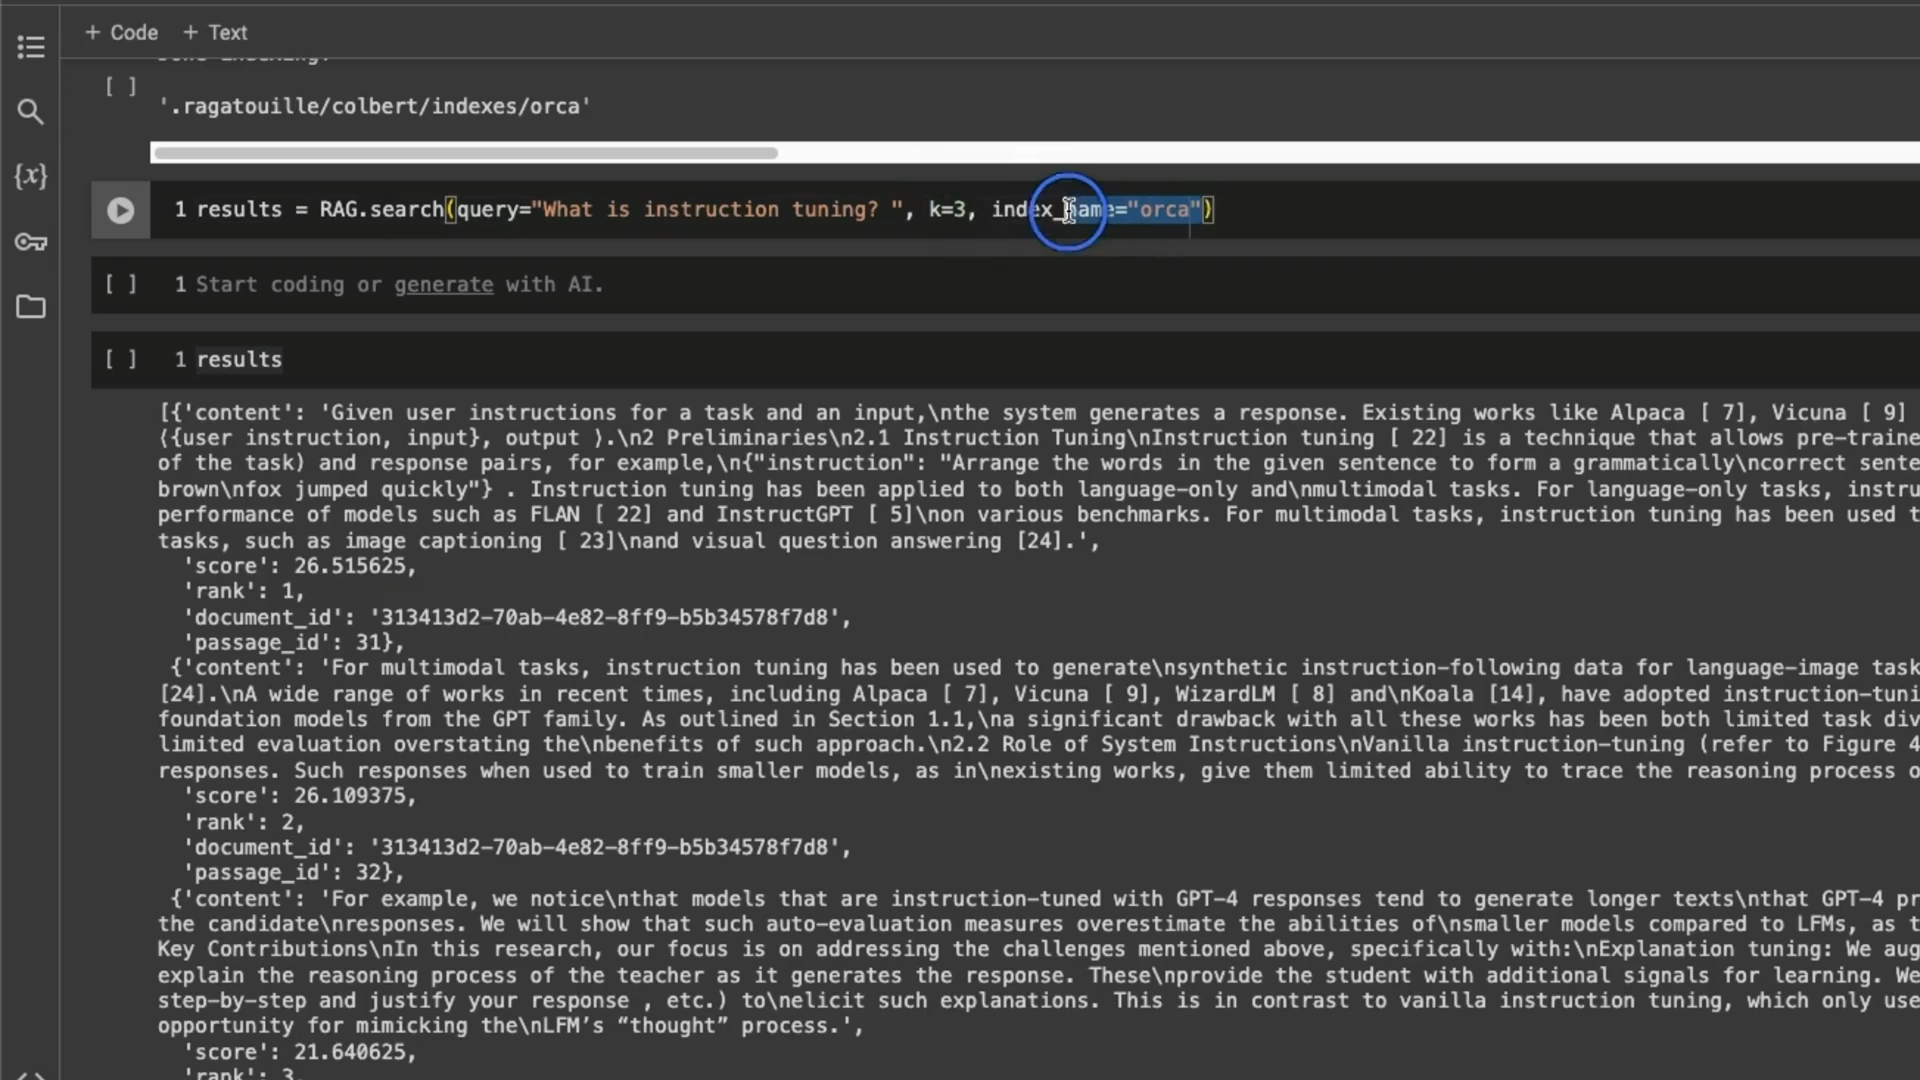 + Code + Text
[ ]
'.ragatouille/colbert/indexes/orca'
1 results = RAG.search(query="What is instruction tuning? ", k=3, index_name="orca")
[ ] 1 Start coding or generate with AI.
[ ] 1 results
[{'content': 'Given user instructions for a task and an input,\nthe system generates a response. Existing works like Alpaca [ 7], Vicuna [ 9]
⟨{user instruction, input}, output ⟩.\n2 Preliminaries\n2.1 Instruction Tuning\nInstruction tuning [ 22] is a technique that allows pre-traine
of the task) and response pairs, for example,\n{"instruction": "Arrange the words in the given sentence to form a grammatically\ncorrect sente
brown\nfox jumped quickly"} . Instruction tuning has been applied to both language-only and\nmultimodal tasks. For language-only tasks, instru
performance of models such as FLAN [ 22] and InstructGPT [ 5]\non various benchmarks. For multimodal tasks, instruction tuning has been used t
tasks, such as image captioning [ 23]\nand visual question answering [24].',
'score': 26.515625,
'rank': 1,
'document_id': '313413d2-70ab-4e82-8ff9-b5b34578f7d8',
'passage_id': 31},
{'content': 'For multimodal tasks, instruction tuning has been used to generate\nsynthetic instruction-following data for language-image task
[24].\nA wide range of works in recent times, including Alpaca [ 7], Vicuna [ 9], WizardLM [ 8] and\nKoala [14], have adopted instruction-tuni
foundation models from the GPT family. As outlined in Section 1.1,\na significant drawback with all these works has been both limited task div
limited evaluation overstating the\nbenefits of such approach.\n2.2 Role of System Instructions\nVanilla instruction-tuning (refer to Figure 4
responses. Such responses when used to train smaller models, as in\nexisting works, give them limited ability to trace the reasoning process o
'score': 26.109375,
'rank': 2,
'document_id': '313413d2-70ab-4e82-8ff9-b5b34578f7d8',
'passage_id': 32},
{'content': 'For example, we notice\nthat models that are instruction-tuned with GPT-4 responses tend to generate longer texts\nthat GPT-4 pr
the candidate\nresponses. We will show that such auto-evaluation measures overestimate the abilities of\nsmaller models compared to LFMs, as t
Key Contributions\nIn this research, our focus is on addressing the challenges mentioned above, specifically with:\nExplanation tuning: We aug
explain the reasoning process of the teacher as it generates the response. These\nprovide the student with additional signals for learning. We
step-by-step and justify your response , etc.) to\nelicit such explanations. This is in contrast to vanilla instruction tuning, which only use
opportunity for mimicking the\nLFM's “thought” process.',
'score': 21.640625,
'rank': 3,